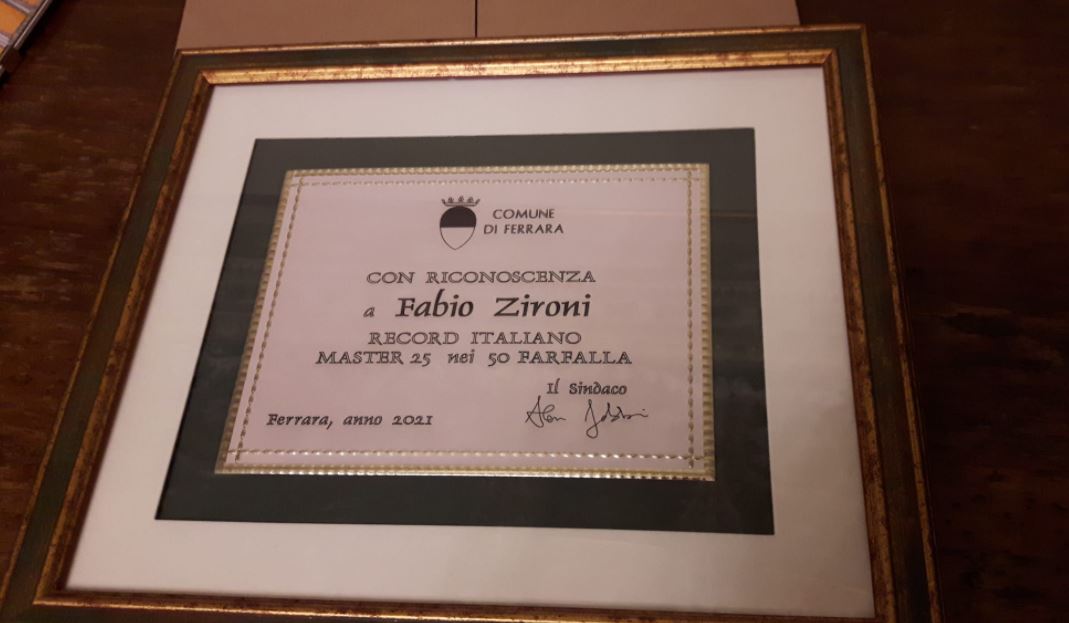 COMUNE
DI FERRARA
CON RICONOSCENZA
a Fabio Zironi
RECORD ITALIANO
MASTER 25 nei 50 FARFALLA
Il Sindaco
Ferrara, anno 2021